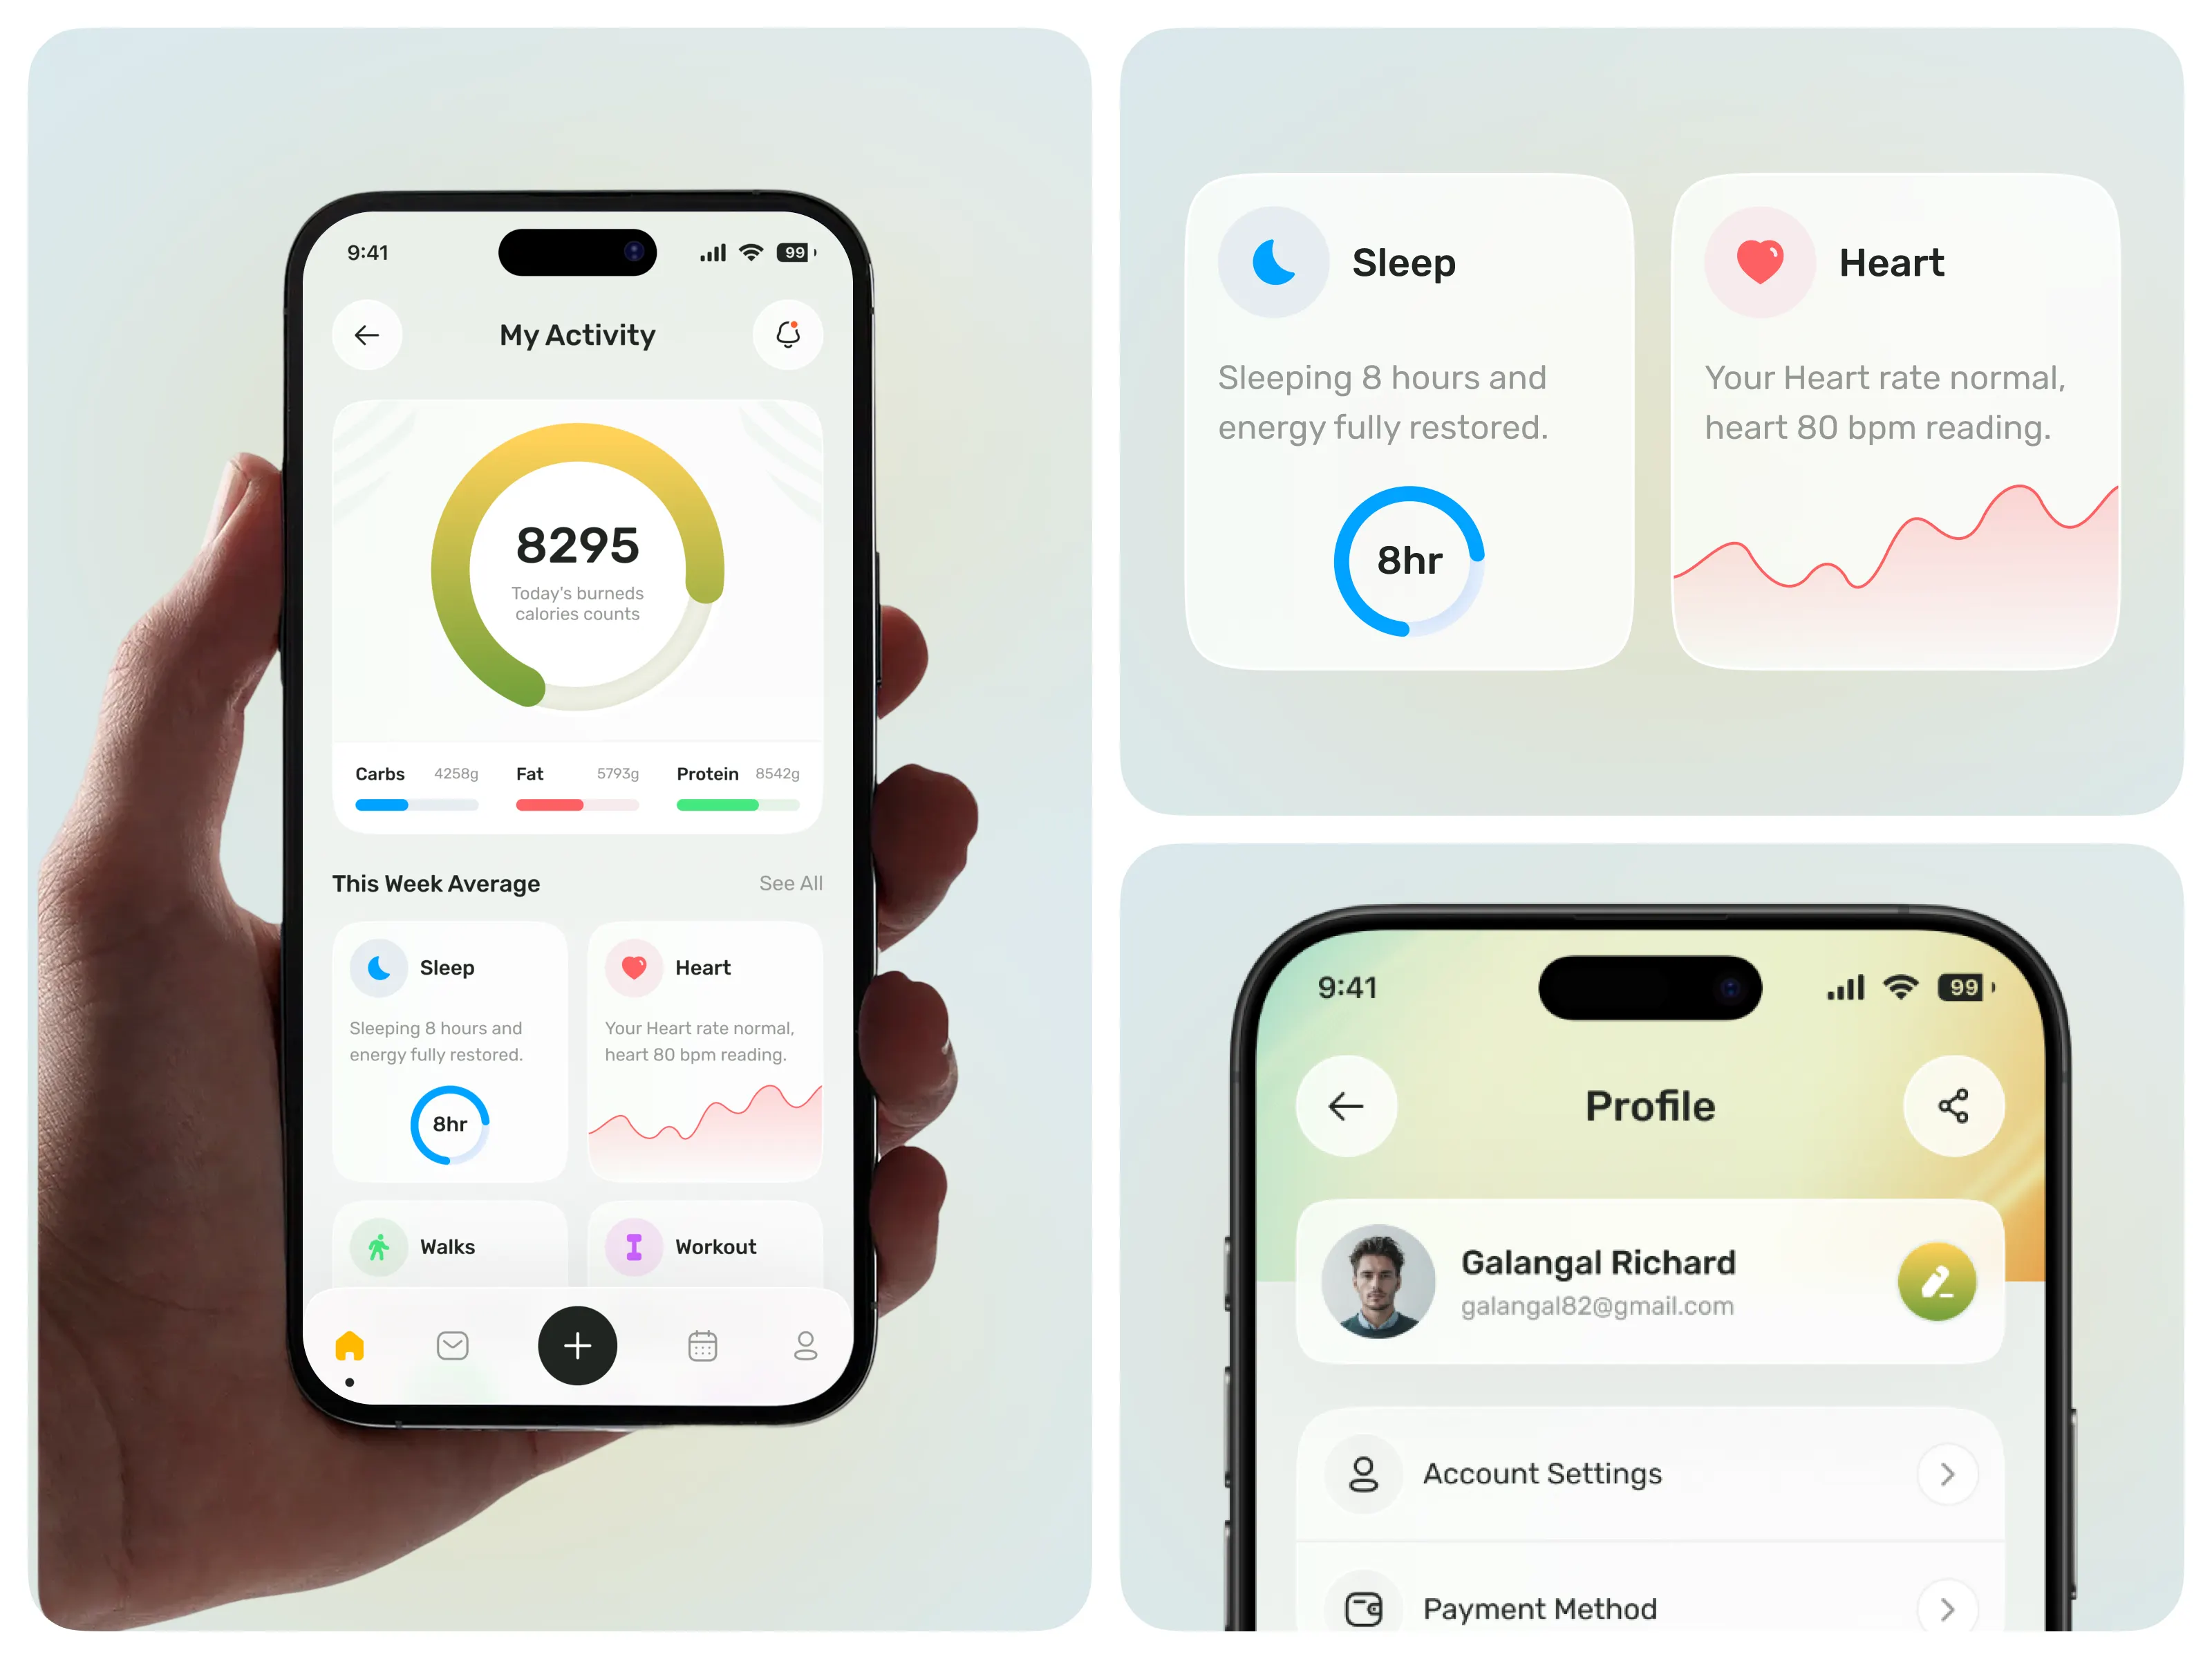 9:41
99
My Activity
8295
Today's burneds
calories counts
Carbs 4258g
Fat 5793g
Protein 8542g
This Week Average
See All
Sleep
Sleeping 8 hours and
energy fully restored.
8hr
Heart
Your Heart rate normal,
heart 80 bpm reading.
Walks
Workout
Sleep
Sleeping 8 hours and
energy fully restored.
8hr
Heart
Your Heart rate normal,
heart 80 bpm reading.
9:41
99
Profile
Galangal Richard
galangal82@gmail.com
Account Settings
Payment Method